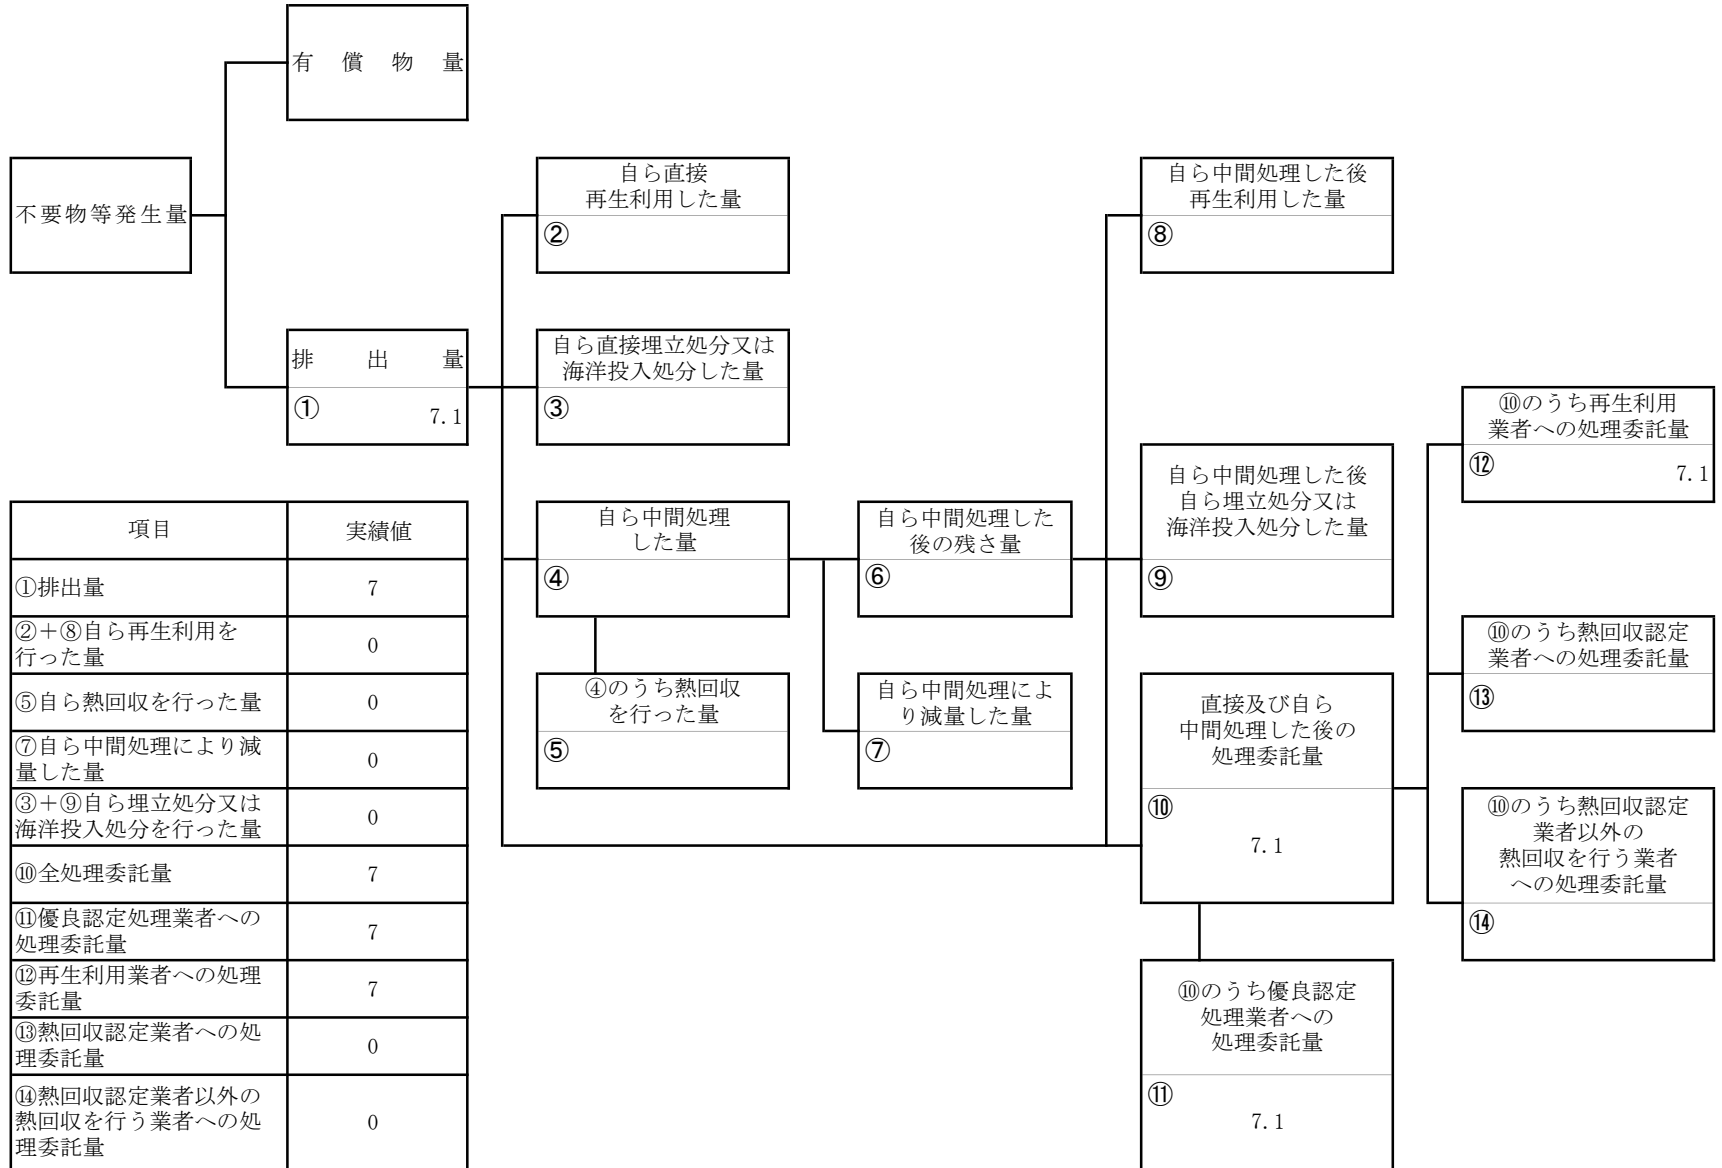 有償物量
不要物等発生量
排出量
① 7.1
自ら直接
再生利用した量
②
自ら直接埋立処分又は
海洋投入処分した量
③
自ら中間処理
した量
④
④のうち熱回収
を行った量
⑤
自ら中間処理した
後の残さ量
⑥
自ら中間処理によ
り減量した量
⑦
自ら中間処理した後
再生利用した量
⑧
自ら中間処理した後
自ら埋立処分又は
海洋投入処分した量
⑨
直接及び自ら
中間処理した後の
処理委託量
⑩
7.1
⑩のうち優良認定
処理業者への
処理委託量
⑪
7.1
⑩のうち再生利用
業者への処理委託量
⑫ 7.1
⑩のうち熱回収認定
業者への処理委託量
⑬
⑩のうち熱回収認定
業者以外の
熱回収を行う業者
への処理委託量
⑭
項目 実績値
①排出量 7
②+⑧自ら再生利用を
行った量 0
⑤自ら熱回収を行った量 0
⑦自ら中間処理により減
量した量 0
③+⑨自ら埋立処分又は
海洋投入処分を行った量 0
⑩全処理委託量 7
⑪優良認定処理業者への
処理委託量 7
⑫再生利用業者への処理
委託量 7
⑬熱回収認定業者への処
理委託量 0
⑭熱回収認定業者以外の
熱回収を行う業者への処
理委託量 0